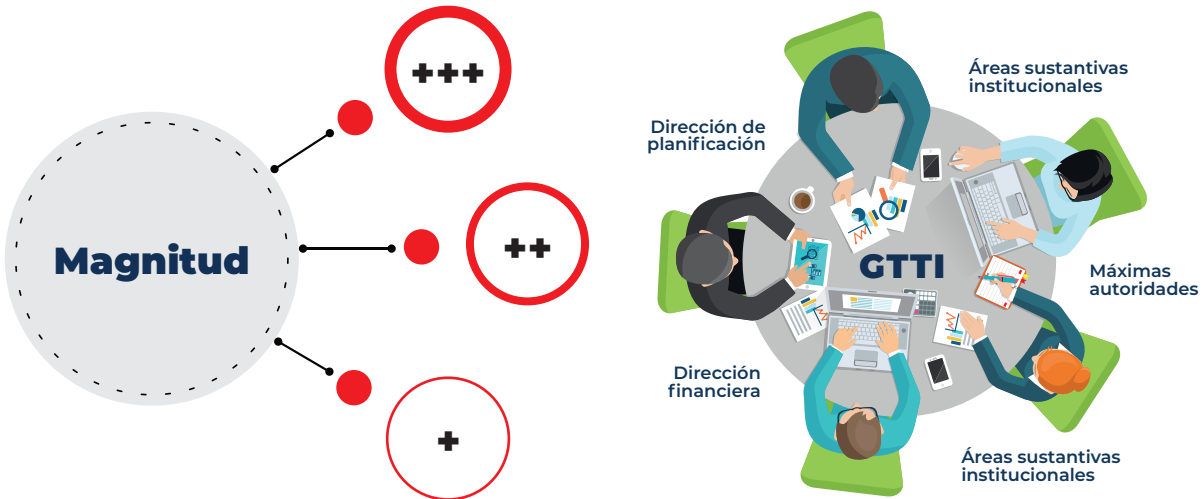 Magnitud
+++
++
+
Áreas sustantivas
institucionales
Dirección de
planificación
GTTI
Máximas
autoridades
Dirección
financiera
Áreas sustantivas
institucionales